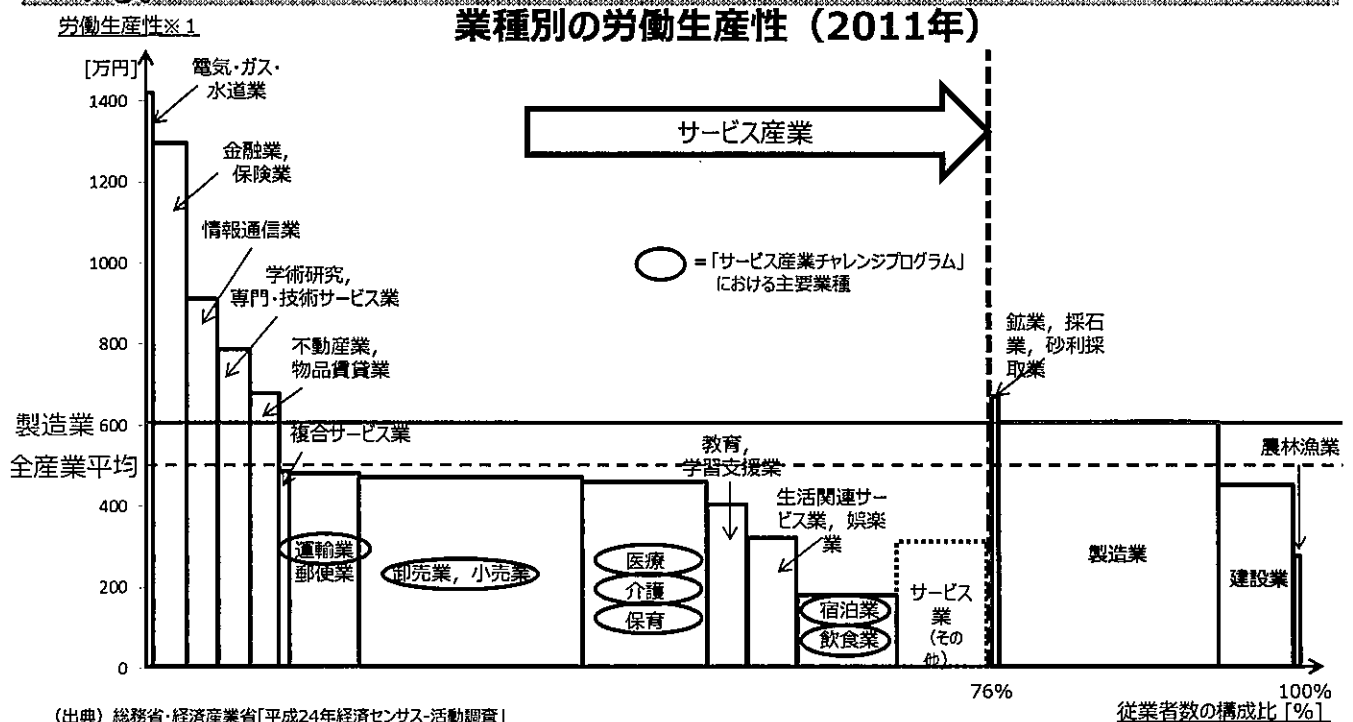 労働生産性※1
業種別の労働生産性（2011年）
[万円]
電気・ガス・
水道業
1400
サービス産業
金融業，
保険業
1200
情報通信業
1000
学術研究，
専門・技術サービス業
=「サービス産業チャレンジプログラム」
における主要業種
鉱業，採石
業，砂利採
取業
800
不動産業，
物品賃貸業
製造業
600
複合サービス業
教育，
学習支援業
農林漁業
全産業平均
400
生活関連サー
ビス業，娯楽
業
運輸業
郵便業
卸売業，小売業
医療
介護
保育
宿泊業
飲食業
サービス
業
（その
他）
製造業
建設業
200
0
76%
100%
従業者数の構成比 [%]
（出典）総務省・経済産業省「平成24年経済センサス-活動調査」